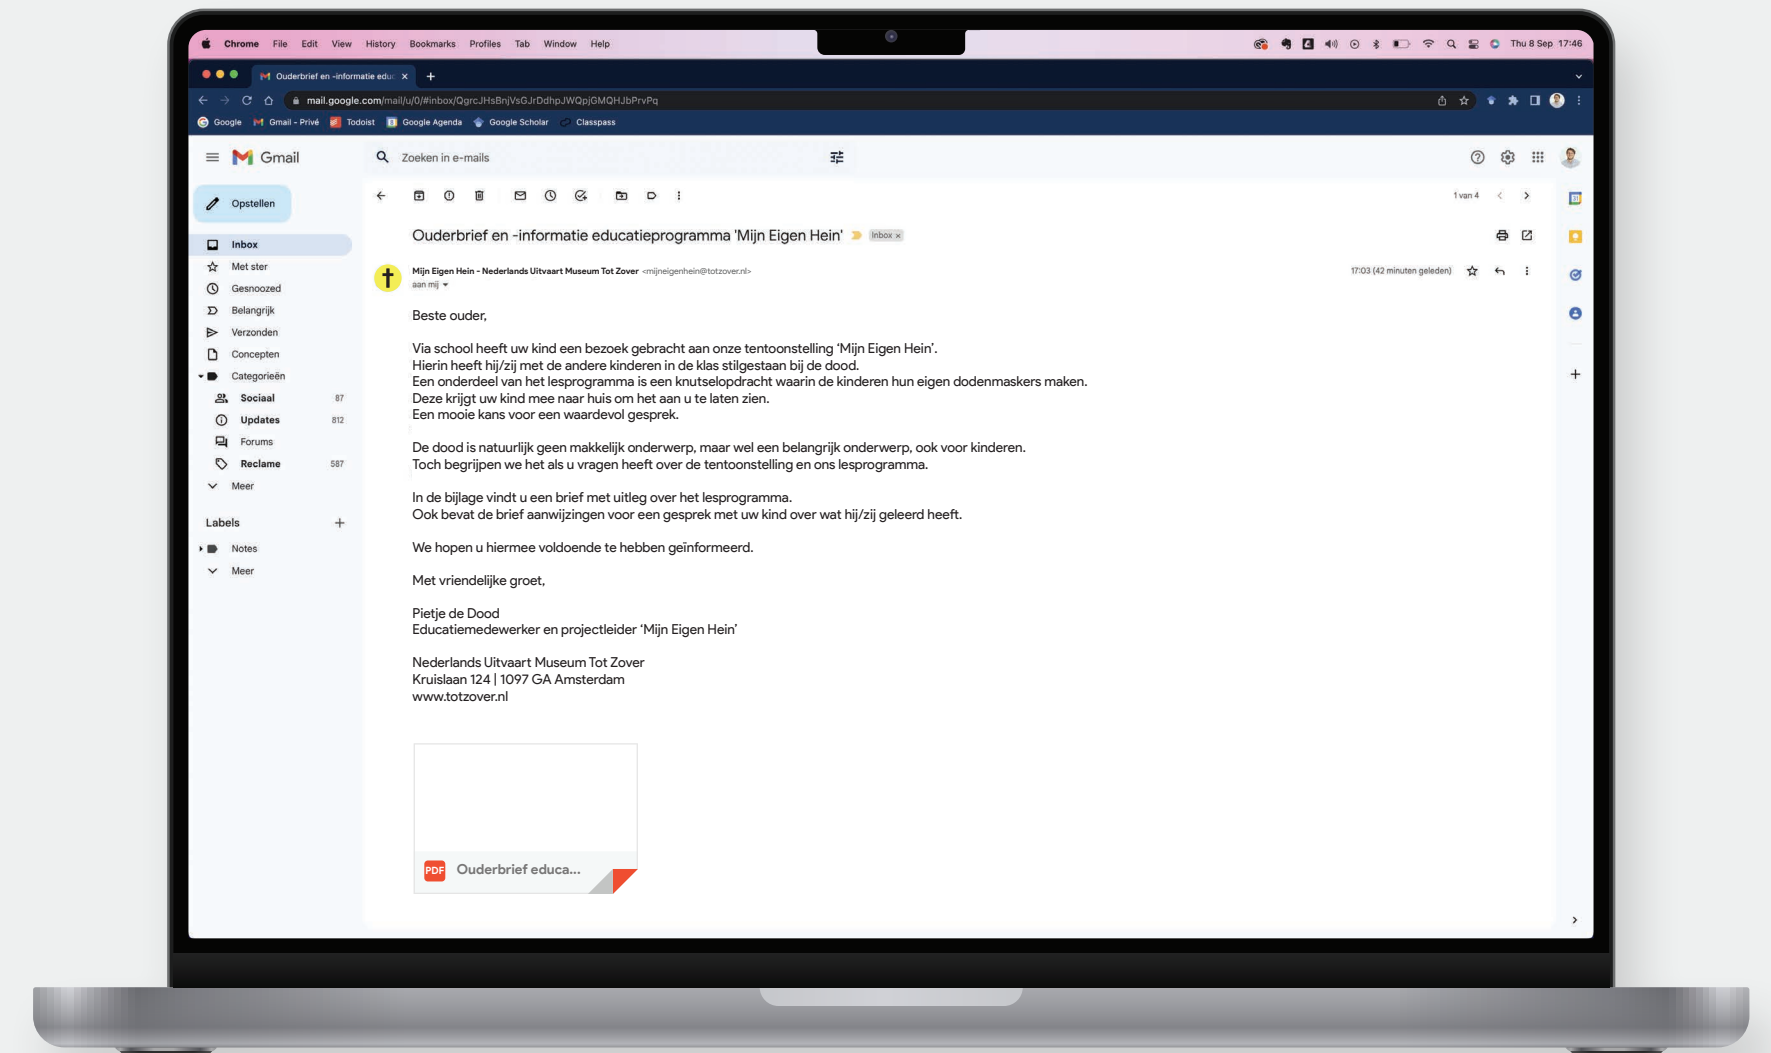 Chrome File Edit View History Bookmarks Profiles Tab Window Help Thu 8 Sep 17:46
Ouderbrief en -informatie educ
mail.google.com/mail/u/0/#inbox/QgrcJHsBnjVsGJrDdhpJWQpjGMQHJbPrvPq
Google Gmail - Privé Todoist Google Agenda Google Scholar Classpass
Gmail
Zoeken in e-mails
Opstellen
1 van 4
Inbox
Met ster
Gesnoozed
Belangrijk
Verzonden
Concepten
Categorieën
Sociaal 87
Updates 812
Forums
Reclame 587
Meer
Labels
Notes
Meer
Ouderbrief en -informatie educatieprogramma 'Mijn Eigen Hein' Inbox x
Mijn Eigen Hein - Nederlands Uitvaart Museum Tot Zover <mijneigenhein@totzover.nl> 17:03 (42 minuten geleden)
aan mij
Beste ouder,
Via school heeft uw kind een bezoek gebracht aan onze tentoonstelling ‘Mijn Eigen Hein’.
Hierin heeft hij/zij met de andere kinderen in de klas stilgestaan bij de dood.
Een onderdeel van het lesprogramma is een knutselopdracht waarin de kinderen hun eigen dodenmaskers maken.
Deze krijgt uw kind mee naar huis om het aan u te laten zien.
Een mooie kans voor een waardevol gesprek.
De dood is natuurlijk geen makkelijk onderwerp, maar wel een belangrijk onderwerp, ook voor kinderen.
Toch begrijpen we het als u vragen heeft over de tentoonstelling en ons lesprogramma.
In de bijlage vindt u een brief met uitleg over het lesprogramma.
Ook bevat de brief aanwijzingen voor een gesprek met uw kind over wat hij/zij geleerd heeft.
We hopen u hiermee voldoende te hebben geïnformeerd.
Met vriendelijke groet,
Pietje de Dood
Educatiemedewerker en projectleider ‘Mijn Eigen Hein’
Nederlands Uitvaart Museum Tot Zover
Kruislaan 124 | 1097 GA Amsterdam
www.totzover.nl
PDF Ouderbrief educa...